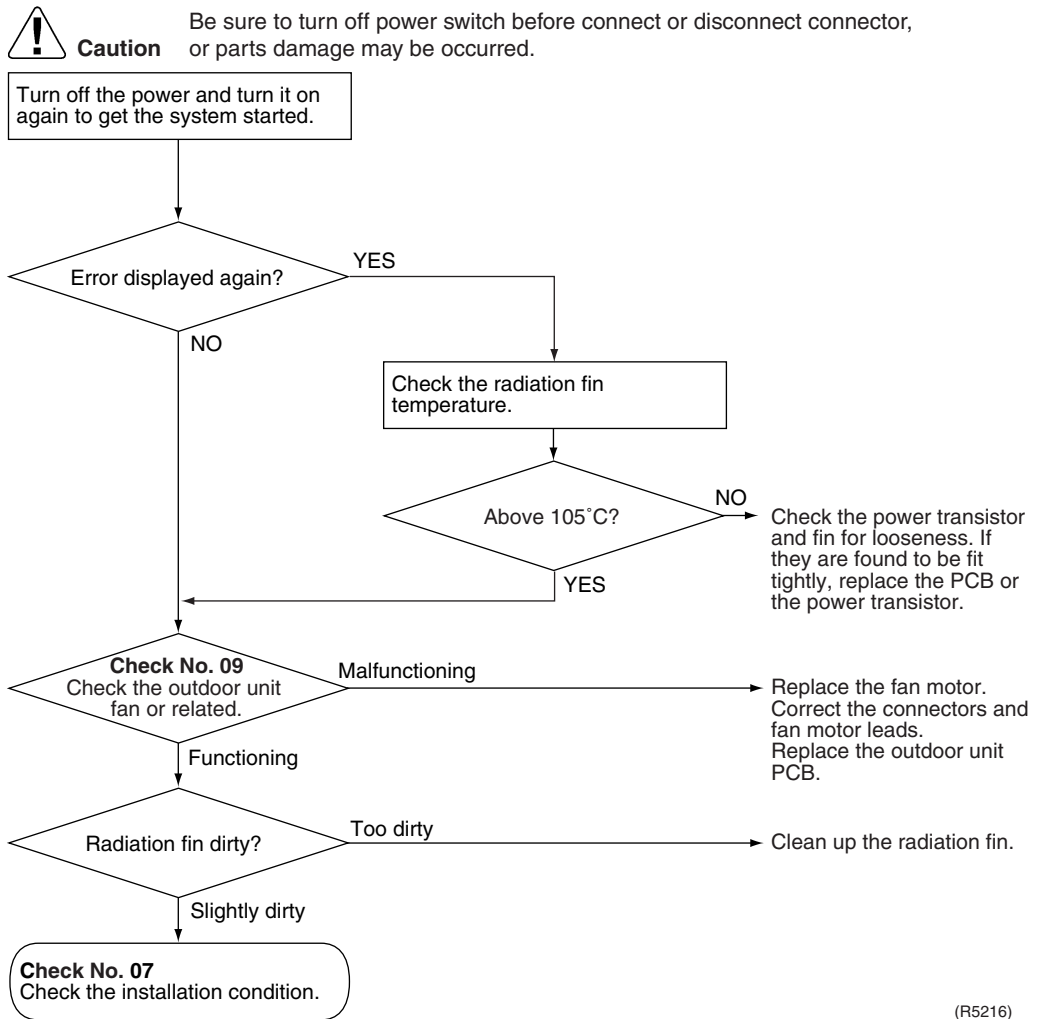 Be sure to turn off power switch before connect or disconnect connector,
Caution or parts damage may be occurred.
Turn off the power and turn it on
again to get the system started.
Error displayed again?
YES
NO
Check the radiation fin
temperature.
Above 105˚C?
NO
Check the power transistor
and fin for looseness. If
they are found to be fit
tightly, replace the PCB or
the power transistor.
YES
Check No. 09
Check the outdoor unit
fan or related.
Malfunctioning
Replace the fan motor.
Correct the connectors and
fan motor leads.
Replace the outdoor unit
PCB.
Functioning
Radiation fin dirty?
Too dirty
Clean up the radiation fin.
Slightly dirty
Check No. 07
Check the installation condition.
(R5216)